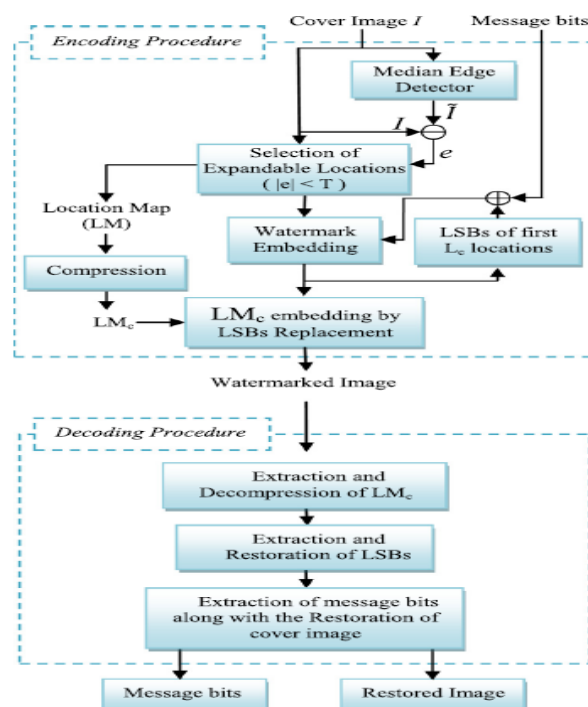 Cover Image I
Message bits
Encoding Procedure
Median Edge
Detector
Ĩ
I
e
Selection of
Expandable Locations
( |e| < T )
Location Map
(LM)
Watermark
Embedding
LSBs of first
Lc locations
Compression
LMc
LMc embedding by
LSBs Replacement
Watermarked Image
Decoding Procedure
Extraction and
Decompression of LMc
Extraction and
Restoration of LSBs
Extraction of message bits
along with the Restoration of
cover image
Message bits
Restored Image